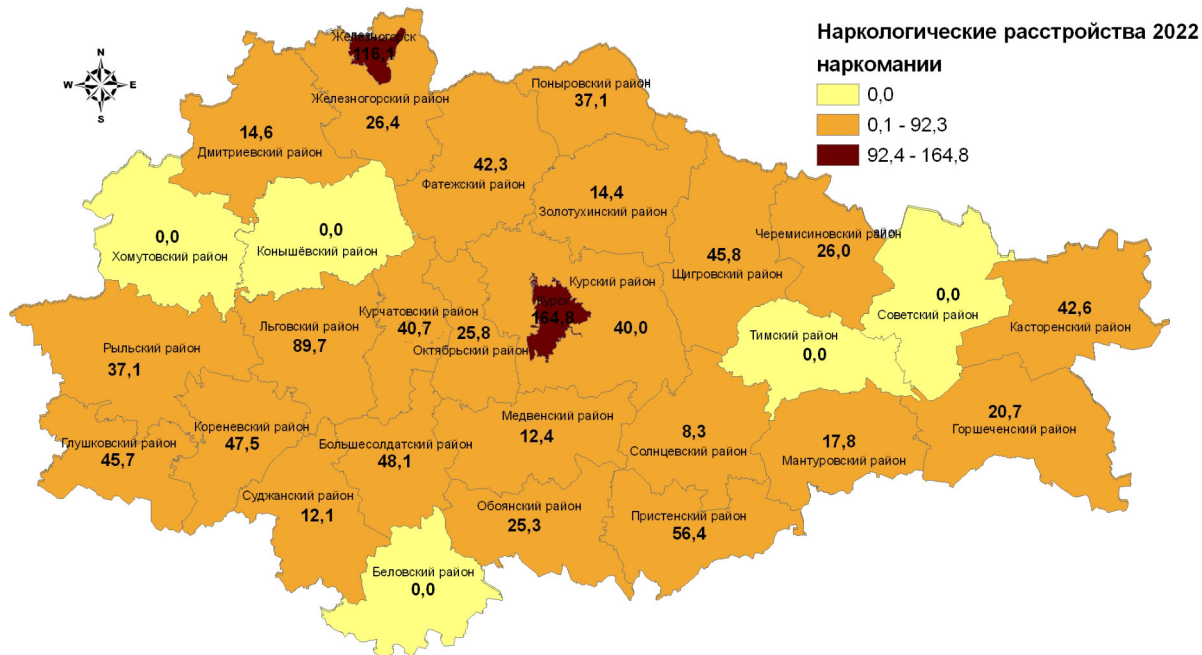 Наркологические расстройства 2022
наркомании
0,0
0,1 - 92,3
92,4 - 164,8
N
W
E
S
Железногорск
116,1
Железногорский район
26,4
Поныровский район
37,1
14,6
Дмитриевский район
42,3
Фатежский район
14,4
Золотухинский район
0,0
Хомутовский район
0,0
Конышёвский район
45,8
Щигровский район
Черемисиновский район
26,0
0,0
Советский район
42,6
Касторенский район
Курский район
40,0
Курск
164,8
Курчатовский район
40,7
25,8
Октябрьский район
Льговский район
89,7
Рыльский район
37,1
Тимский район
0,0
20,7
Горшеченский район
Медвенский район
12,4
8,3
Солнцевский район
17,8
Мантуровский район
Глушковский район
45,7
Кореневский район
47,5
Большесолдатский район
48,1
Суджанский район
12,1
Обоянский район
25,3
Пристенский район
56,4
Беловский район
0,0